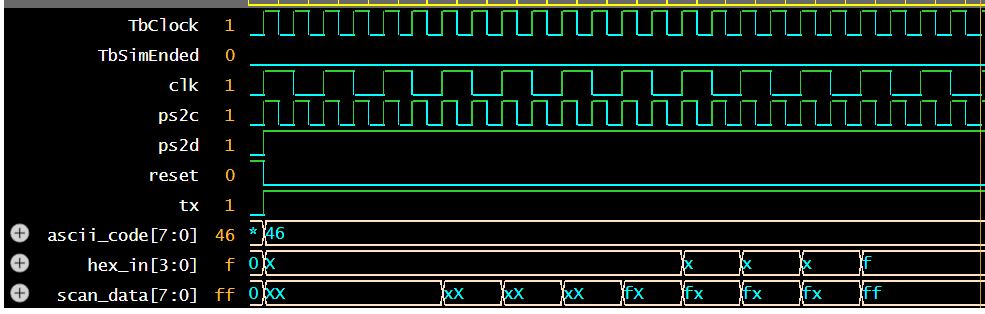 TbClock 1
TbSimEnded 0
clk 1
ps2c 1
ps2d 1
reset 0
tx 1
ascii_code[7:0] 46 * 46
hex_in[3:0] f 0 X x x x f
scan_data[7:0] ff 0 XX xX xX xX fX fx fx fx ff